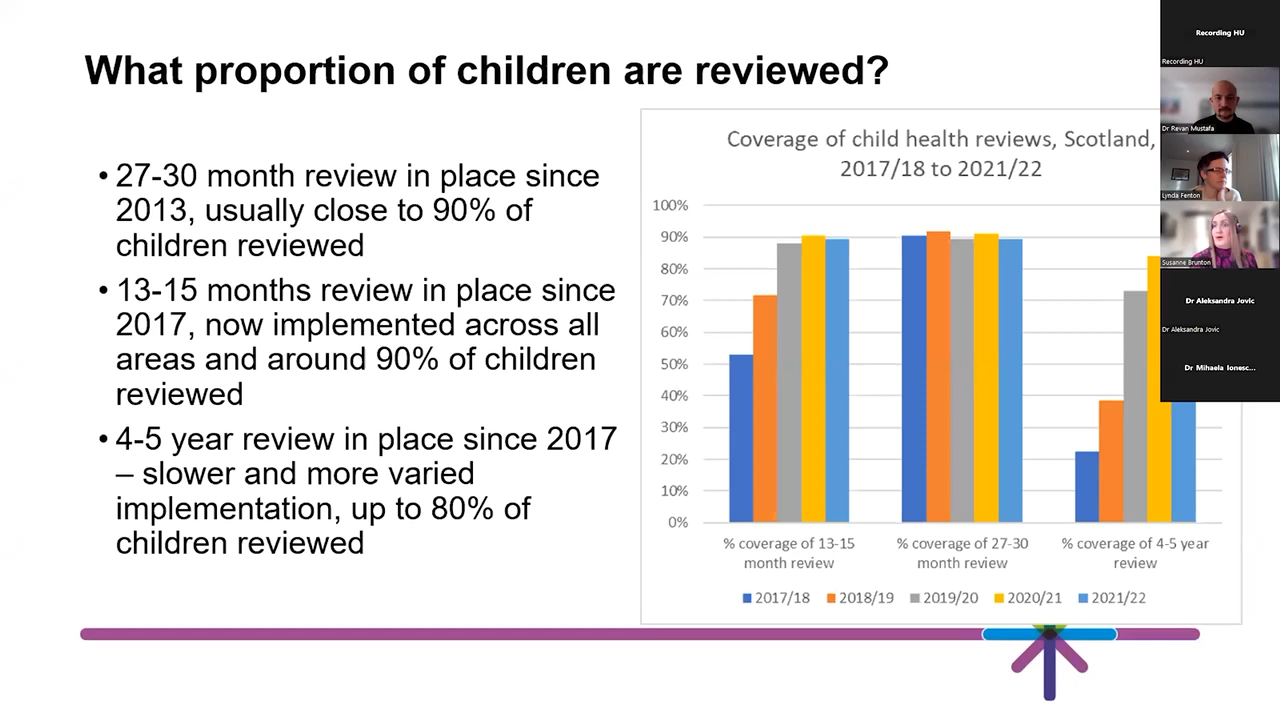 What proportion of children are reviewed?
• 27-30 month review in place since
2013, usually close to 90% of
children reviewed
• 13-15 months review in place since
2017, now implemented across all
areas and around 90% of children
reviewed
• 4-5 year review in place since 2017
– slower and more varied
implementation, up to 80% of
children reviewed
Coverage of child health reviews, Scotland,
2017/18 to 2021/22
100%
90%
80%
70%
60%
50%
40%
30%
20%
10%
0%
% coverage of 13-15
month review
% coverage of 27-30
month review
% coverage of 4-5 year
review
2017/18 2018/19 2019/20 2020/21 2021/22
Recording HU
Recording HU
Dr Revan Mustafa
Lynda Fenton
Susanne Brunton
Dr Aleksandra Jovic
Dr Aleksandra Jovic
Dr Mihaela Ionesc...